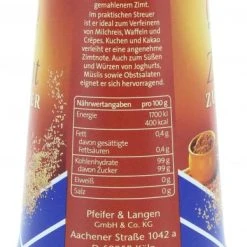 gemahlenem Zimt.
Im praktischen Streuer
ist er ideal zum Verfeinern
von Milchreis, Waffeln und
Crêpes, Kuchen und Kakao
verfügt er über eine angenehme
Zimtnote. Auch zum Süßen
und Würzen von Joghurts,
Müslis sowie Obstsalaten
eignet er sich hervorragend.
Nährwertangaben pro 100 g
Energie 1700 kJ
400 kcal
Fett 0,4 g
davon gesättigte
Fettsäuren 0,4 g
Kohlenhydrate 99 g
davon Zucker 99 g
Eiweiß 0 g
Salz 0 g
Pfeifer & Langen
GmbH & Co. KG
Aachener Straße 1042 a